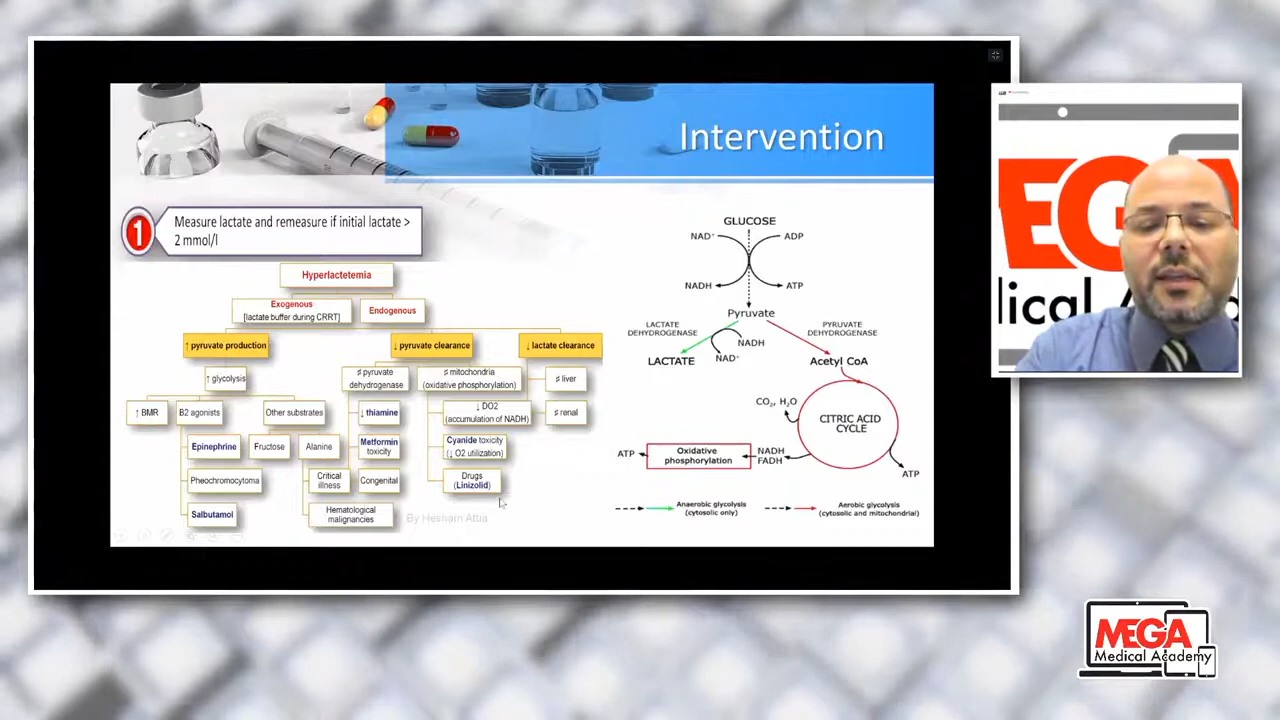 Intervention
1
Measure lactate and remeasure if initial lactate >
2 mmol/l
Hyperlactetemia
Exogenous
[lactate buffer during CRRT]
Endogenous
↑ pyruvate production
↓ pyruvate clearance
↓ lactate clearance
↑ glycolysis
♯ pyruvate
dehydrogenase
♯ mitochondria
(oxidative phosphorylation)
♯ liver
↑ BMR
B2 agonists
Other substrates
↓ thiamine
↓ DO2
(accumulation of NADH)
♯ renal
Epinephrine
Fructose
Alanine
Metformin
toxicity
Cyanide toxicity
(↓ O2 utilization)
Pheochromocytoma
Critical
illness
Congenital
Drugs
(Linizolid)
Salbutamol
Hematological
malignancies
By Hesham Attia
GLUCOSE
NAD⁺
ADP
NADH
ATP
Pyruvate
LACTATE
DEHYDROGENASE
PYRUVATE
DEHYDROGENASE
NADH
NAD⁺
LACTATE
Acetyl CoA
CO₂, H₂O
CITRIC ACID
CYCLE
ATP
Oxidative
phosphorylation
NADH
FADH
ATP
Anaerobic glycolysis
(cytosolic only)
Aerobic glycolysis
(cytosolic and mitochondrial)
MEGA
MEGA
Medical Academy